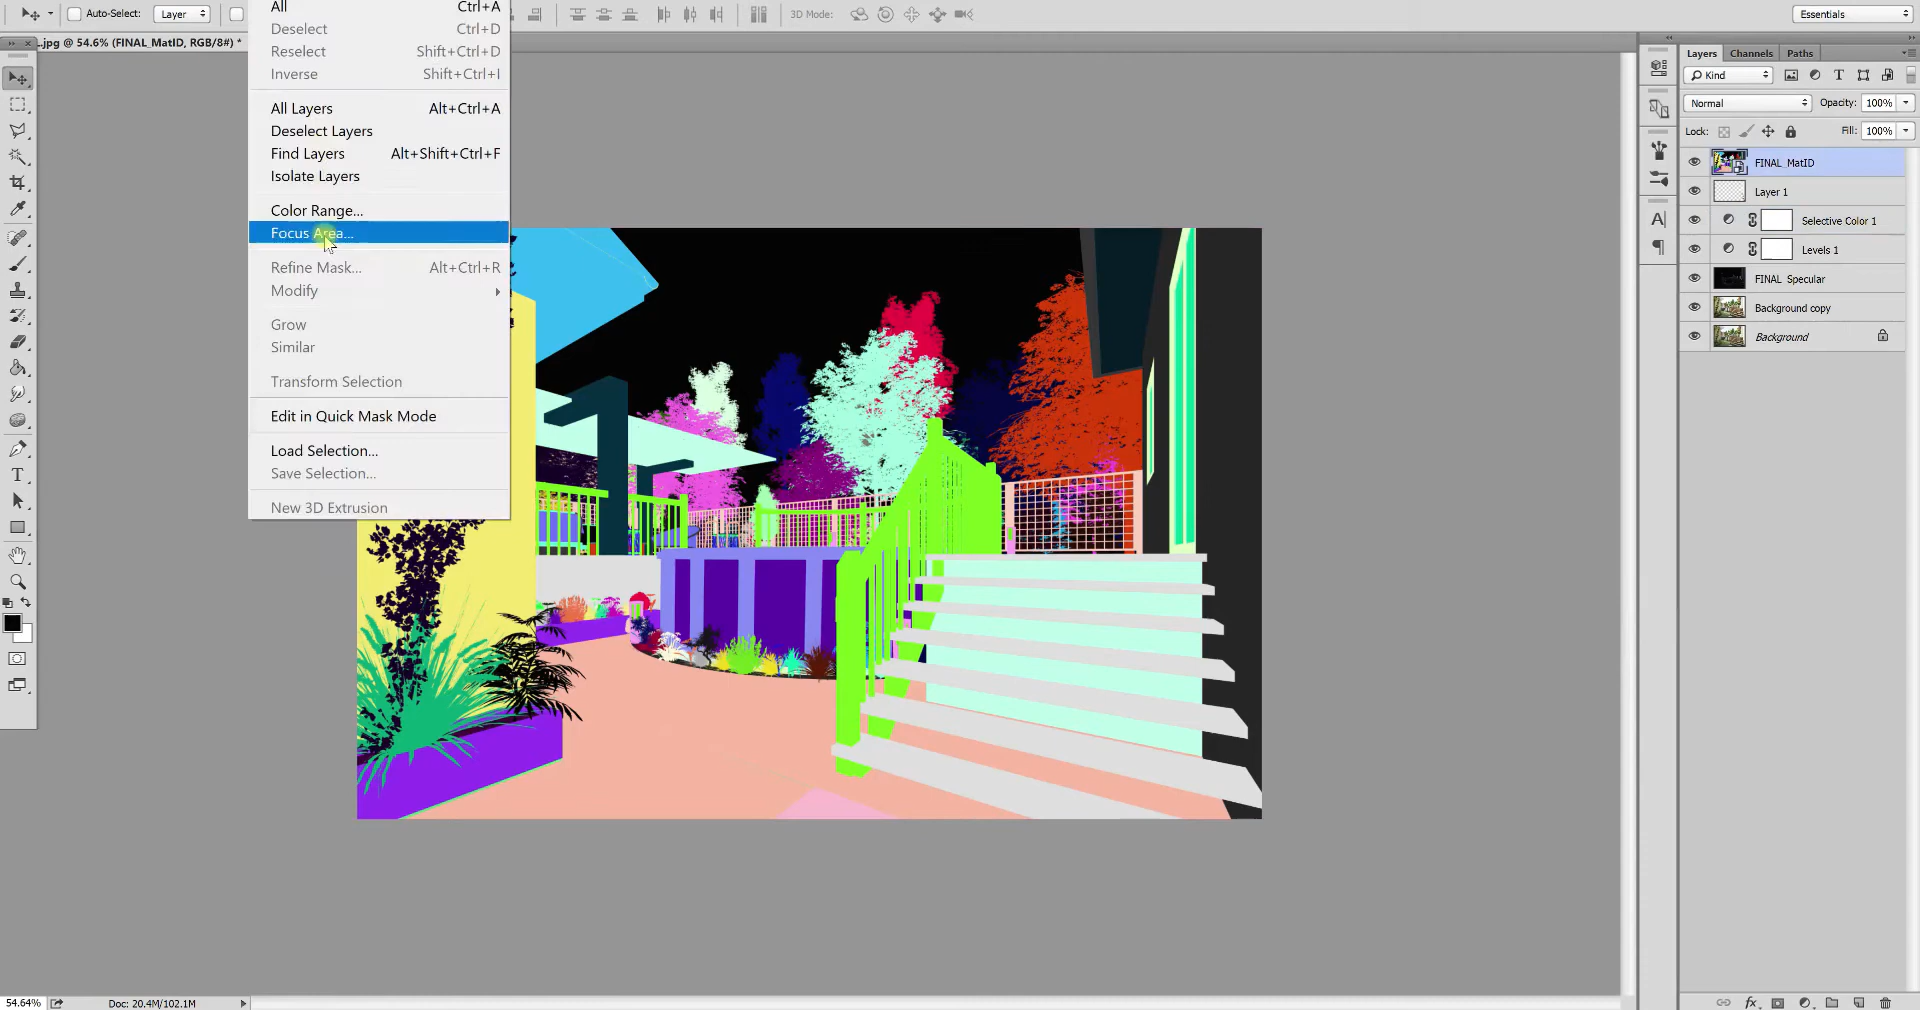 Auto-Select:
Layer
3D Mode:
Essentials
.jpg @ 54.6% (FINAL_MatID, RGB/8#) *
All Ctrl+A
Deselect Ctrl+D
Reselect Shift+Ctrl+D
Inverse Shift+Ctrl+I
All Layers Alt+Ctrl+A
Deselect Layers
Find Layers Alt+Shift+Ctrl+F
Isolate Layers
Color Range...
Focus Area...
Refine Mask... Alt+Ctrl+R
Modify
Grow
Similar
Transform Selection
Edit in Quick Mask Mode
Load Selection...
Save Selection...
New 3D Extrusion
Layers Channels Paths
Kind
Normal Opacity: 100%
Lock: Fill: 100%
FINAL_MatID
Layer 1
Selective Color 1
Levels 1
FINAL_Specular
Background copy
Background
54.64% Doc: 20.4M/102.1M